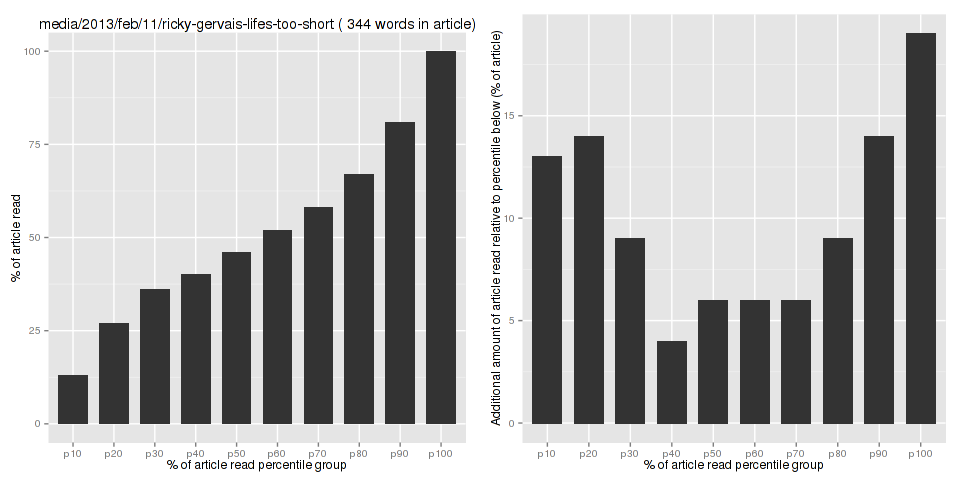 media/2013/feb/11/ricky-gervais-lifes-too-short ( 344 words in article)
% of article read
100
75
50
25
0
p10 p20 p30 p40 p50 p60 p70 p80 p90 p100
% of article read percentile group
Additional amount of article read relative to percentile below (% of article)
15
10
5
0
p10 p20 p30 p40 p50 p60 p70 p80 p90 p100
% of article read percentile group